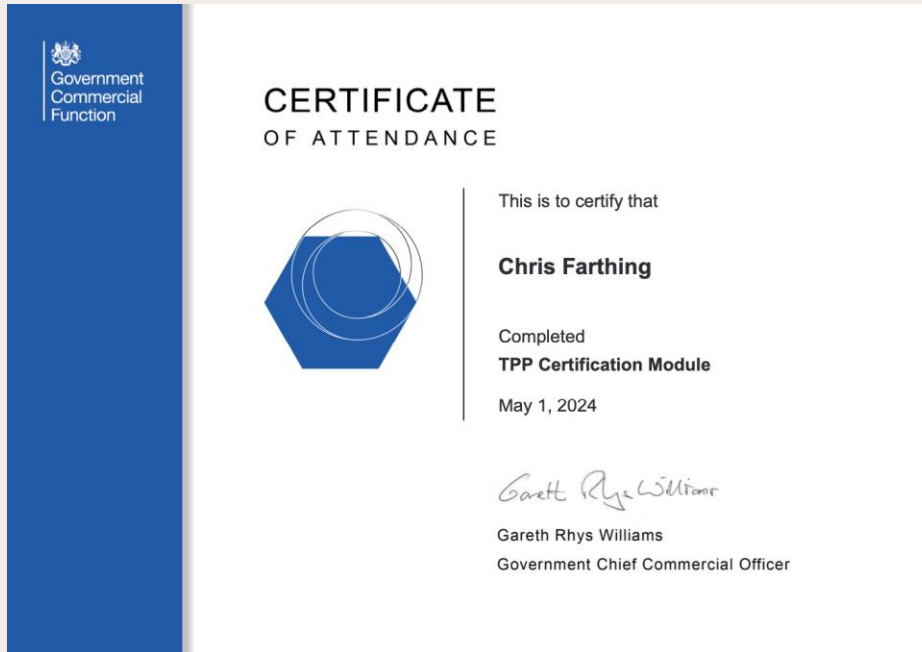 Government
Commercial
Function
CERTIFICATE
OF ATTENDANCE
This is to certify that
Chris Farthing
Completed
TPP Certification Module
May 1, 2024
Gareth Rhys Williams
Gareth Rhys Williams
Government Chief Commercial Officer